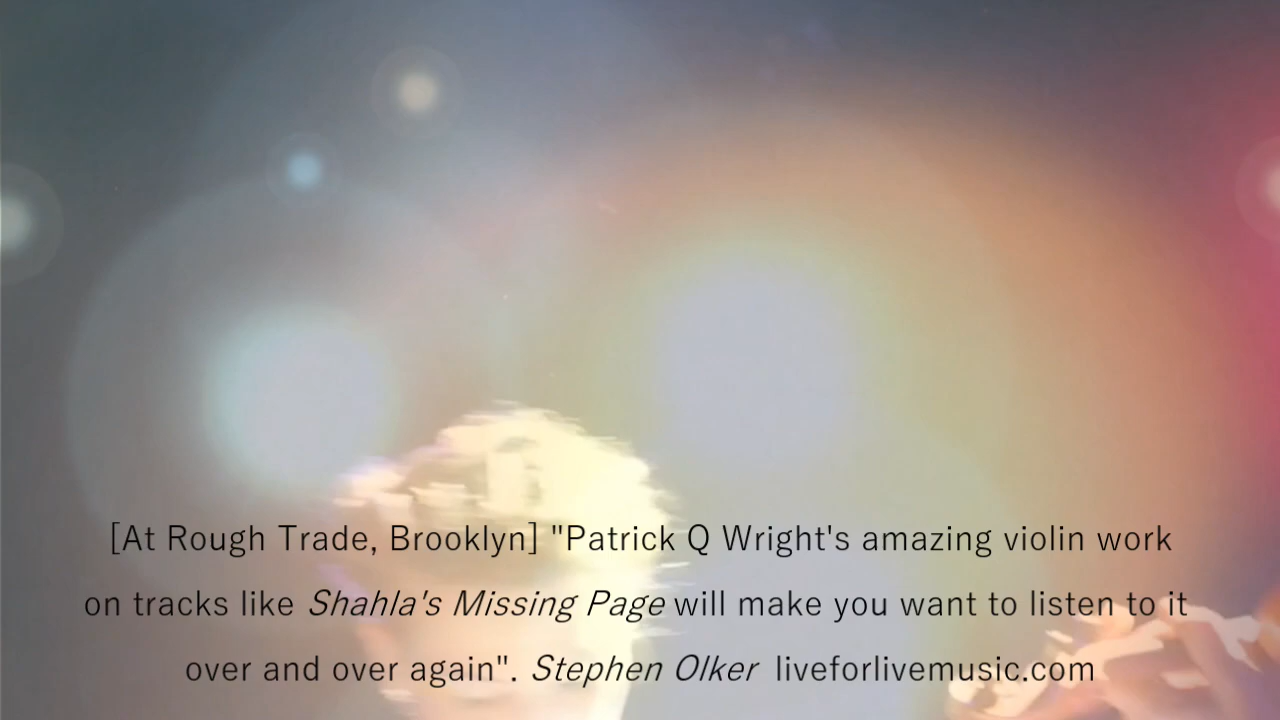 [At Rough Trade, Brooklyn] "Patrick Q Wright's amazing violin work
on tracks like Shahla's Missing Page will make you want to listen to it
over and over again". Stephen Olker liveforlivemusic.com